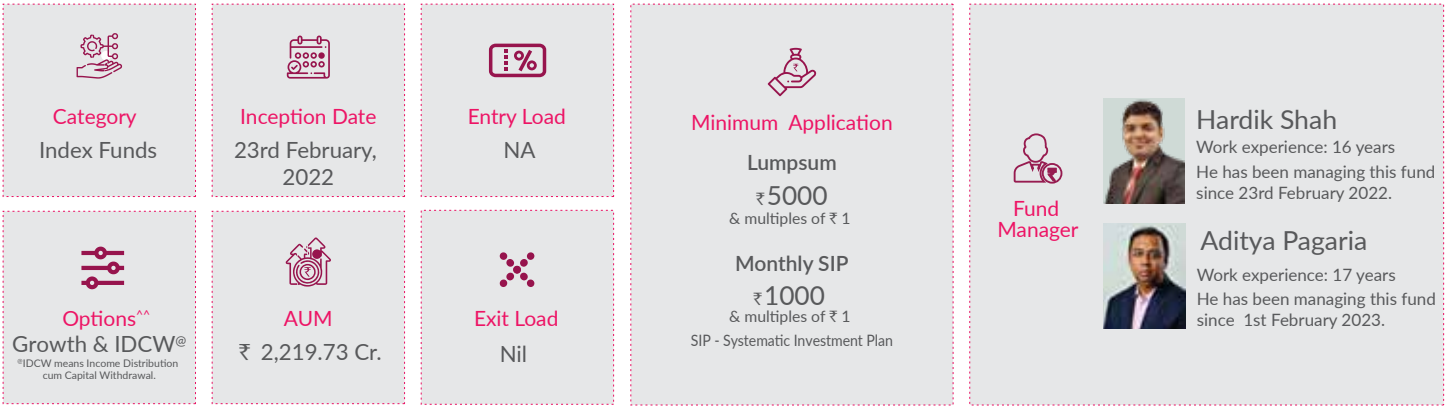 Category
Index Funds
Inception Date
23rd February,
2022
Entry Load
NA
Options^^
Growth & IDCW@
@IDCW means Income Distribution
cum Capital Withdrawal.
AUM
₹ 2,219.73 Cr.
Exit Load
Nil
Minimum Application
Lumpsum
₹5000
& multiples of ₹ 1
Monthly SIP
₹1000
& multiples of ₹ 1
SIP - Systematic Investment Plan
Fund
Manager
Hardik Shah
Work experience: 16 years
He has been managing this fund
since 23rd February 2022.
Aditya Pagaria
Work experience: 17 years
He has been managing this fund
since 1st February 2023.